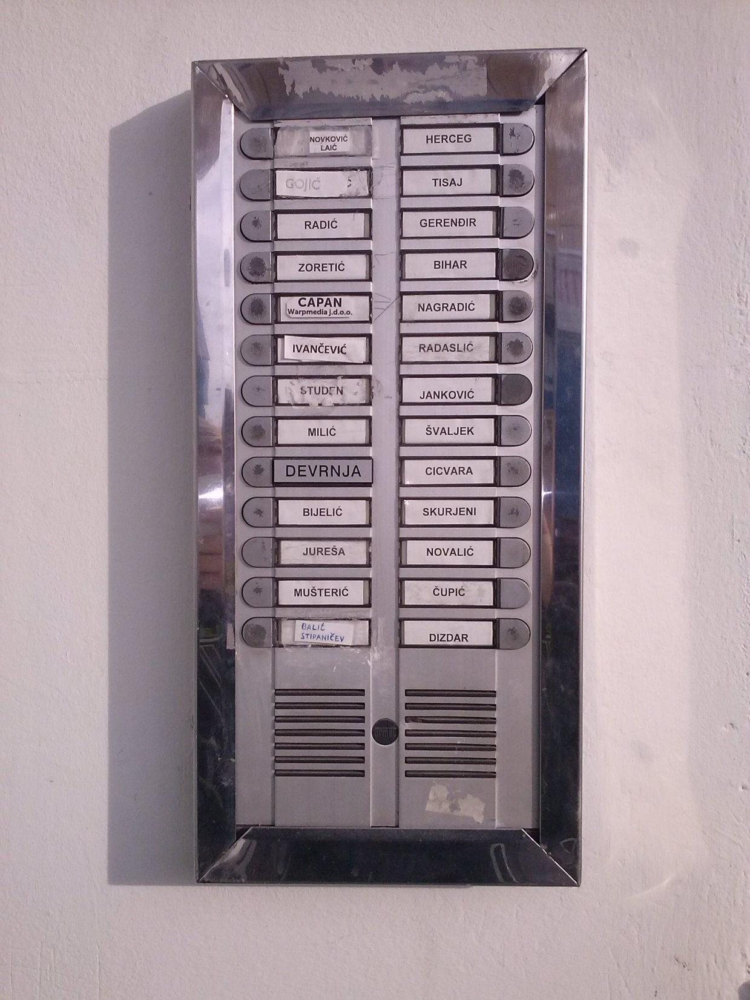 NOVKOVIĆ
LAIĆ
GOJIĆ
RADIĆ
ZORETIĆ
CAPAN
Warpmedia j.d.o.o.
IVANČEVIĆ
STUDEN
MILIĆ
DEVRNJA
BIJELIĆ
JUREŠA
MUŠTERIĆ
BALIĆ
STIPANIČEV
HERCEG
TISAJ
GERENĐIR
BIHAR
NAGRADIĆ
RADASLIĆ
JANKOVIĆ
ŠVALJEK
CICVARA
SKURJENI
NOVALIĆ
ČUPIĆ
DIZDAR
urmet